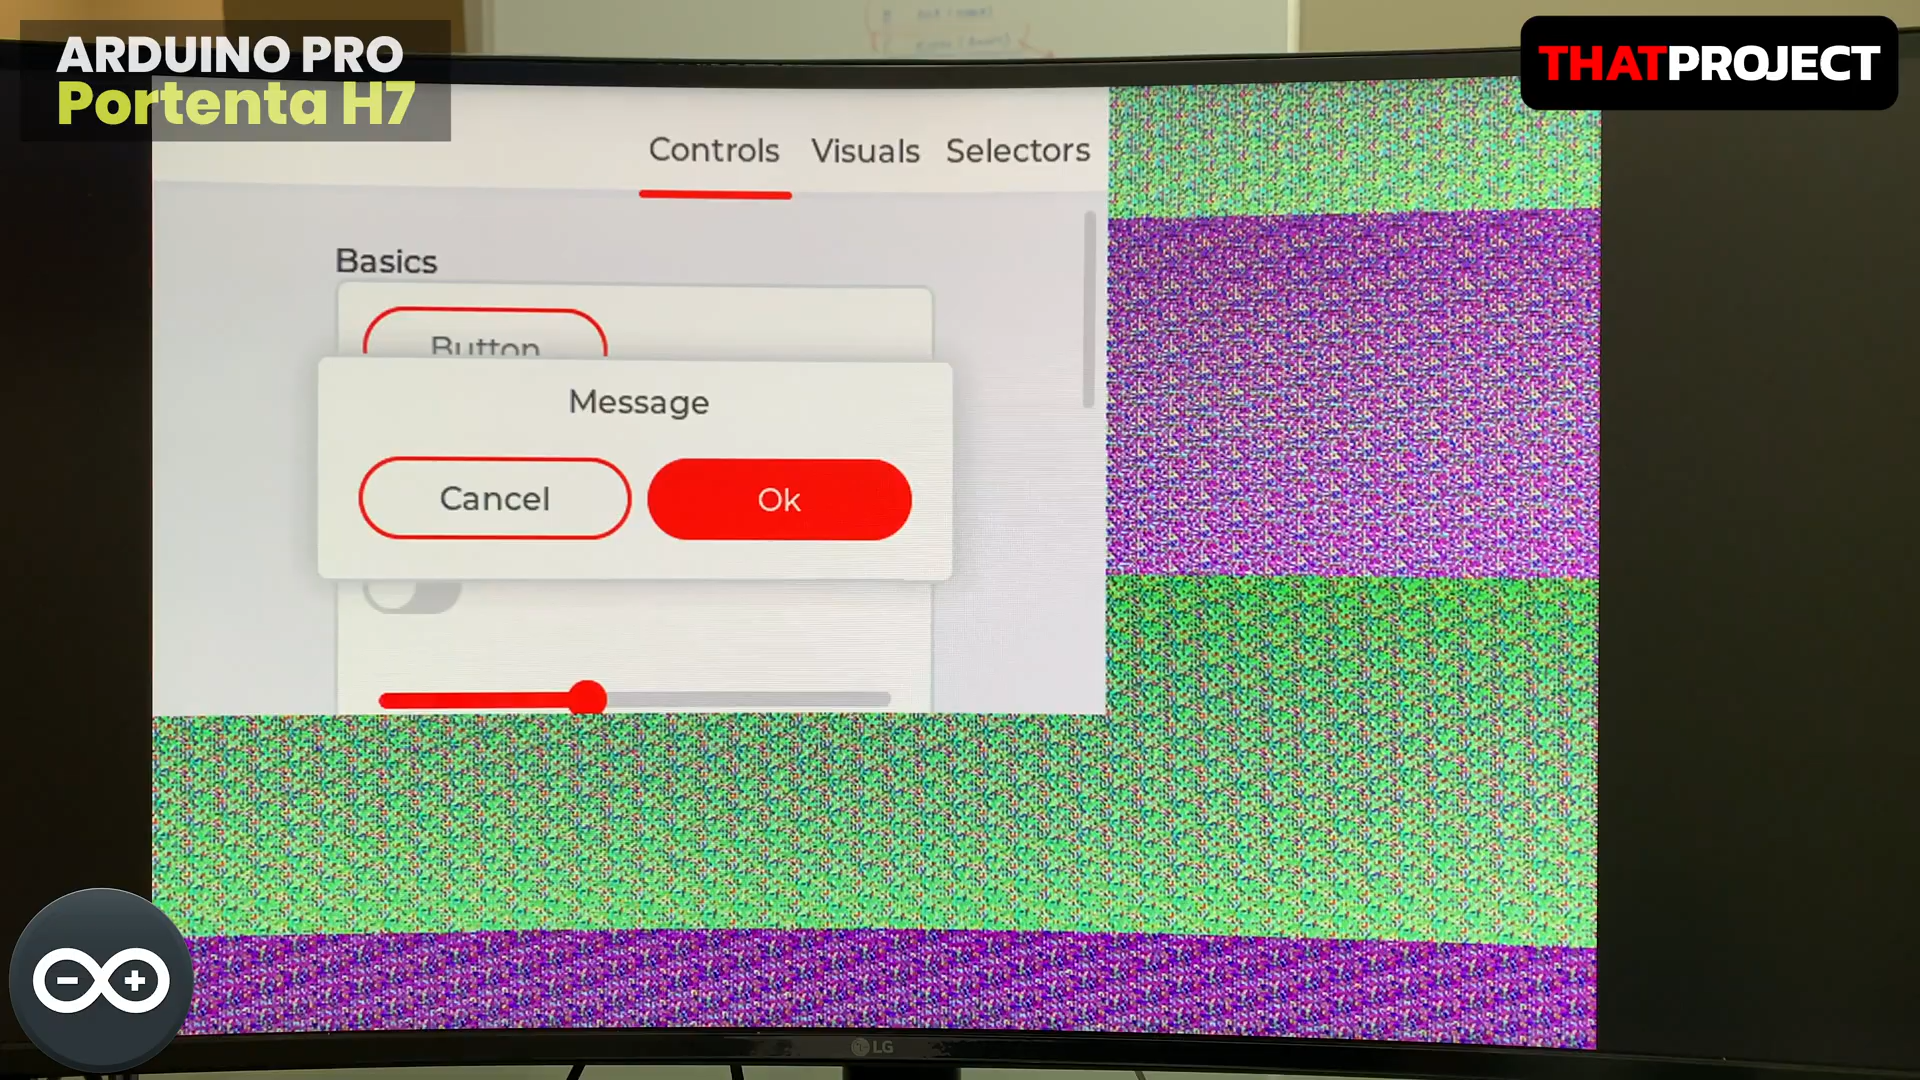 ARDUINO PRO
Portenta H7
THATPROJECT
Controls Visuals Selectors
Basics
Button
Message
Cancel Ok
LG